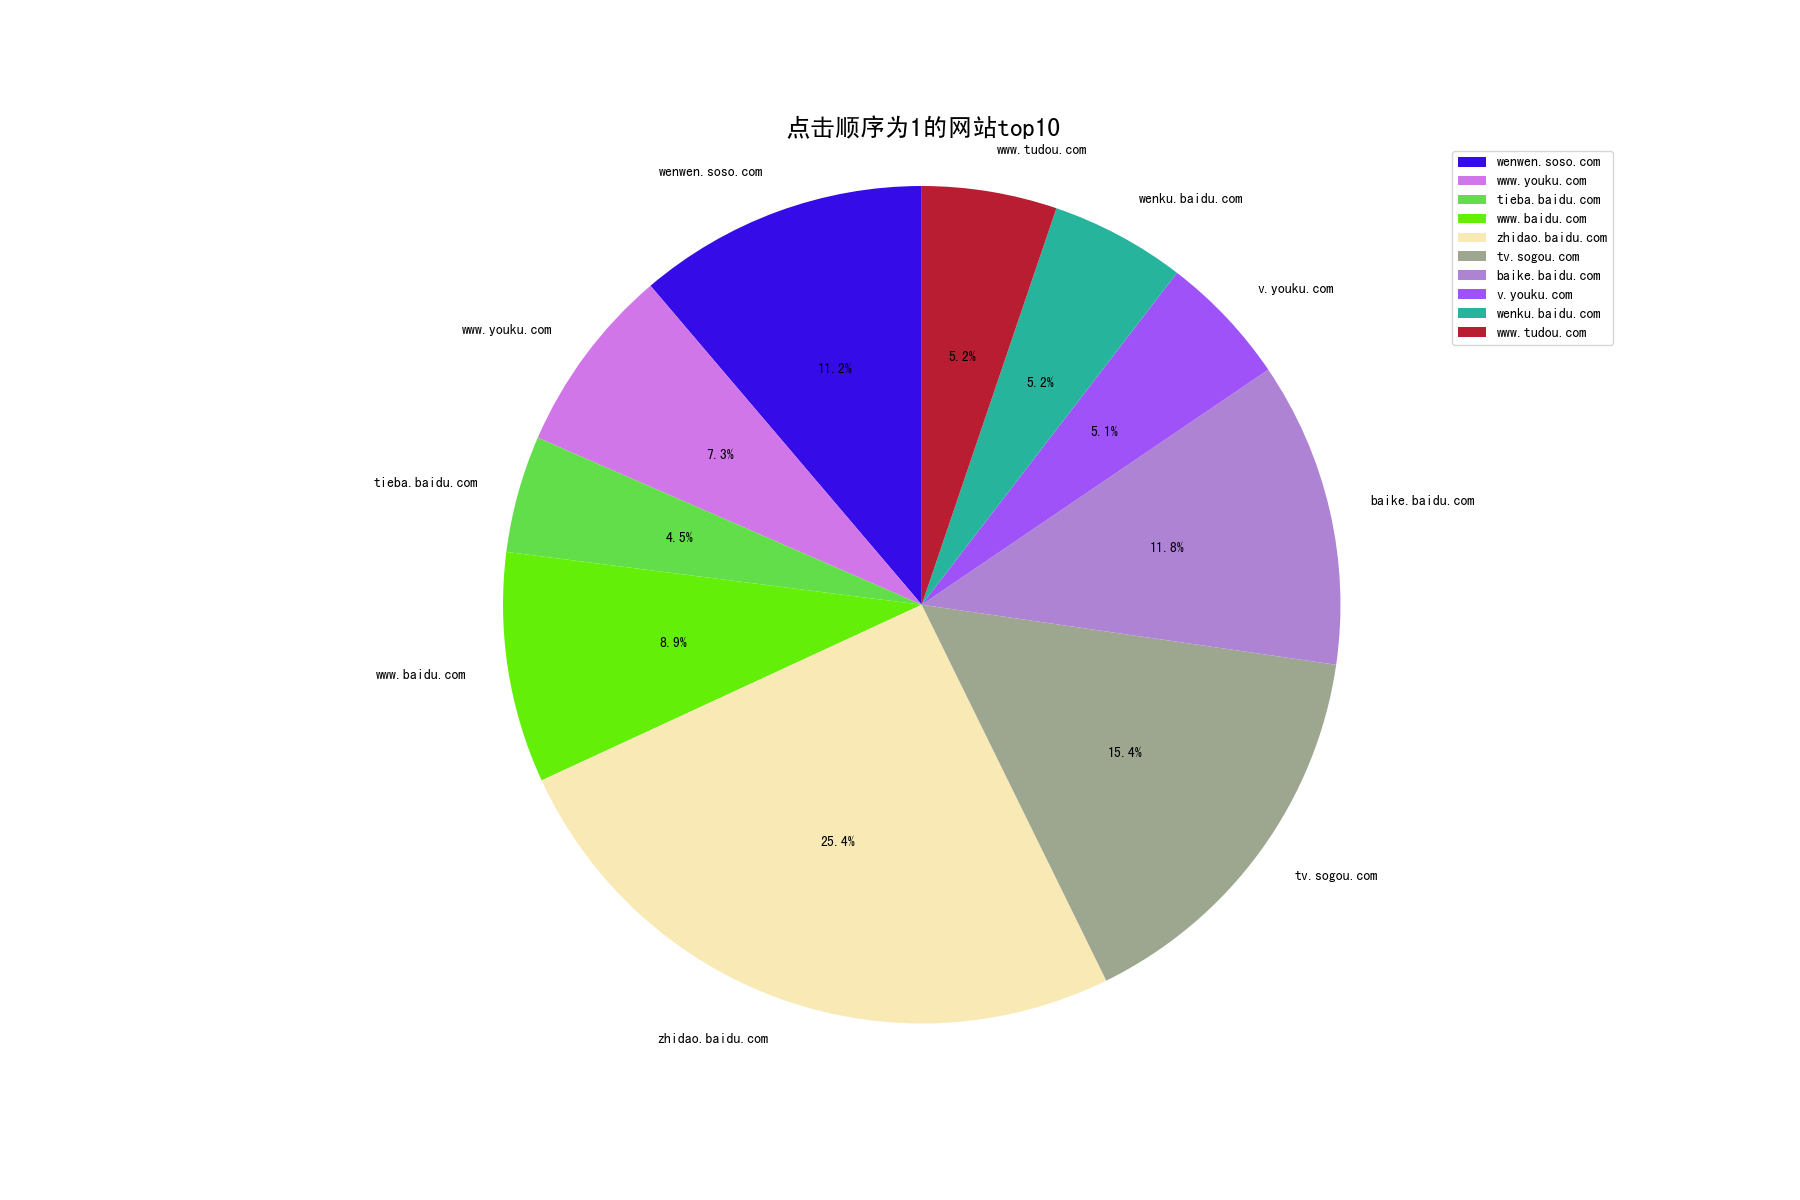 点击顺序为1的网站top10
www.tudou.com
wenwen.soso.com
wenku.baidu.com
v.youku.com
www.youku.com
tieba.baidu.com
baike.baidu.com
www.baidu.com
tv.sogou.com
zhidao.baidu.com
11.2%
5.2%
5.2%
5.1%
7.3%
4.5%
11.8%
8.9%
15.4%
25.4%
wenwen.soso.com
www.youku.com
tieba.baidu.com
www.baidu.com
zhidao.baidu.com
tv.sogou.com
baike.baidu.com
v.youku.com
wenku.baidu.com
www.tudou.com